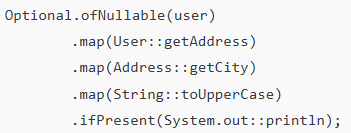 Optional.ofNullable(user)
        .map(User::getAddress)
        .map(Address::getCity)
        .map(String::toUpperCase)
        .ifPresent(System.out::println);